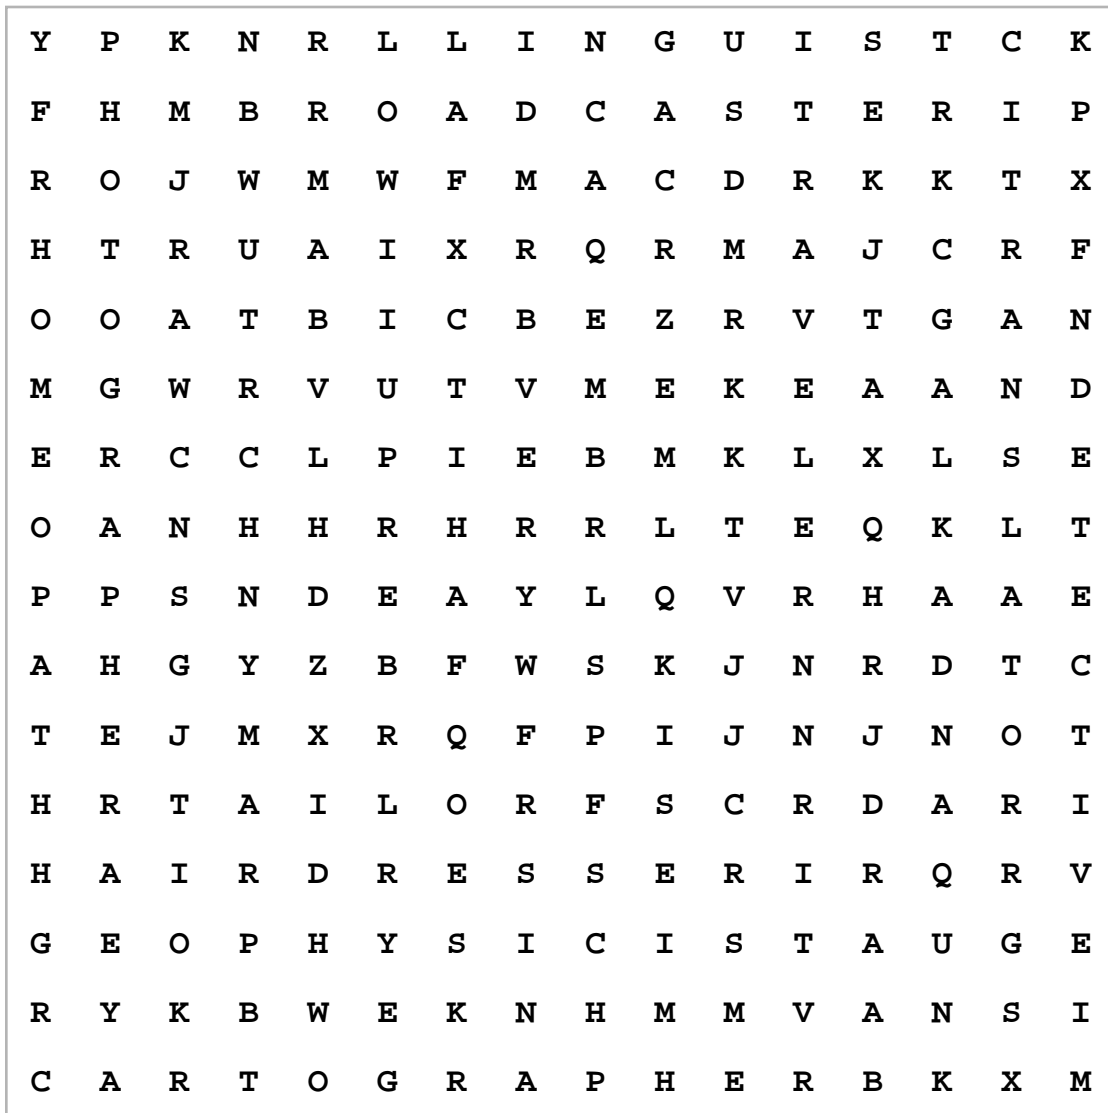 Y P K N R L L I N G U I S T C K
F H M B R O A D C A S T E R I P
R O J W M W F M A C D R K K T X
H T R U A I X R Q R M A J C R F
O O A T B I C B E Z R V T G A N
M G W R V U T V M E K E A A N D
E R C C L P I E B M K L X L S E
O A N H H R H R R L T E Q K L T
P P S N D E A Y L Q V R H A A E
A H G Y Z B F W S K J N R D T C
T E J M X R Q F P I J N J N O T
H R T A I L O R F S C R D A R I
H A I R D R E S S E R I R Q R V
G E O P H Y S I C I S T A U G E
R Y K B W E K N H M M V A N S I
C A R T O G R A P H E R B K X M